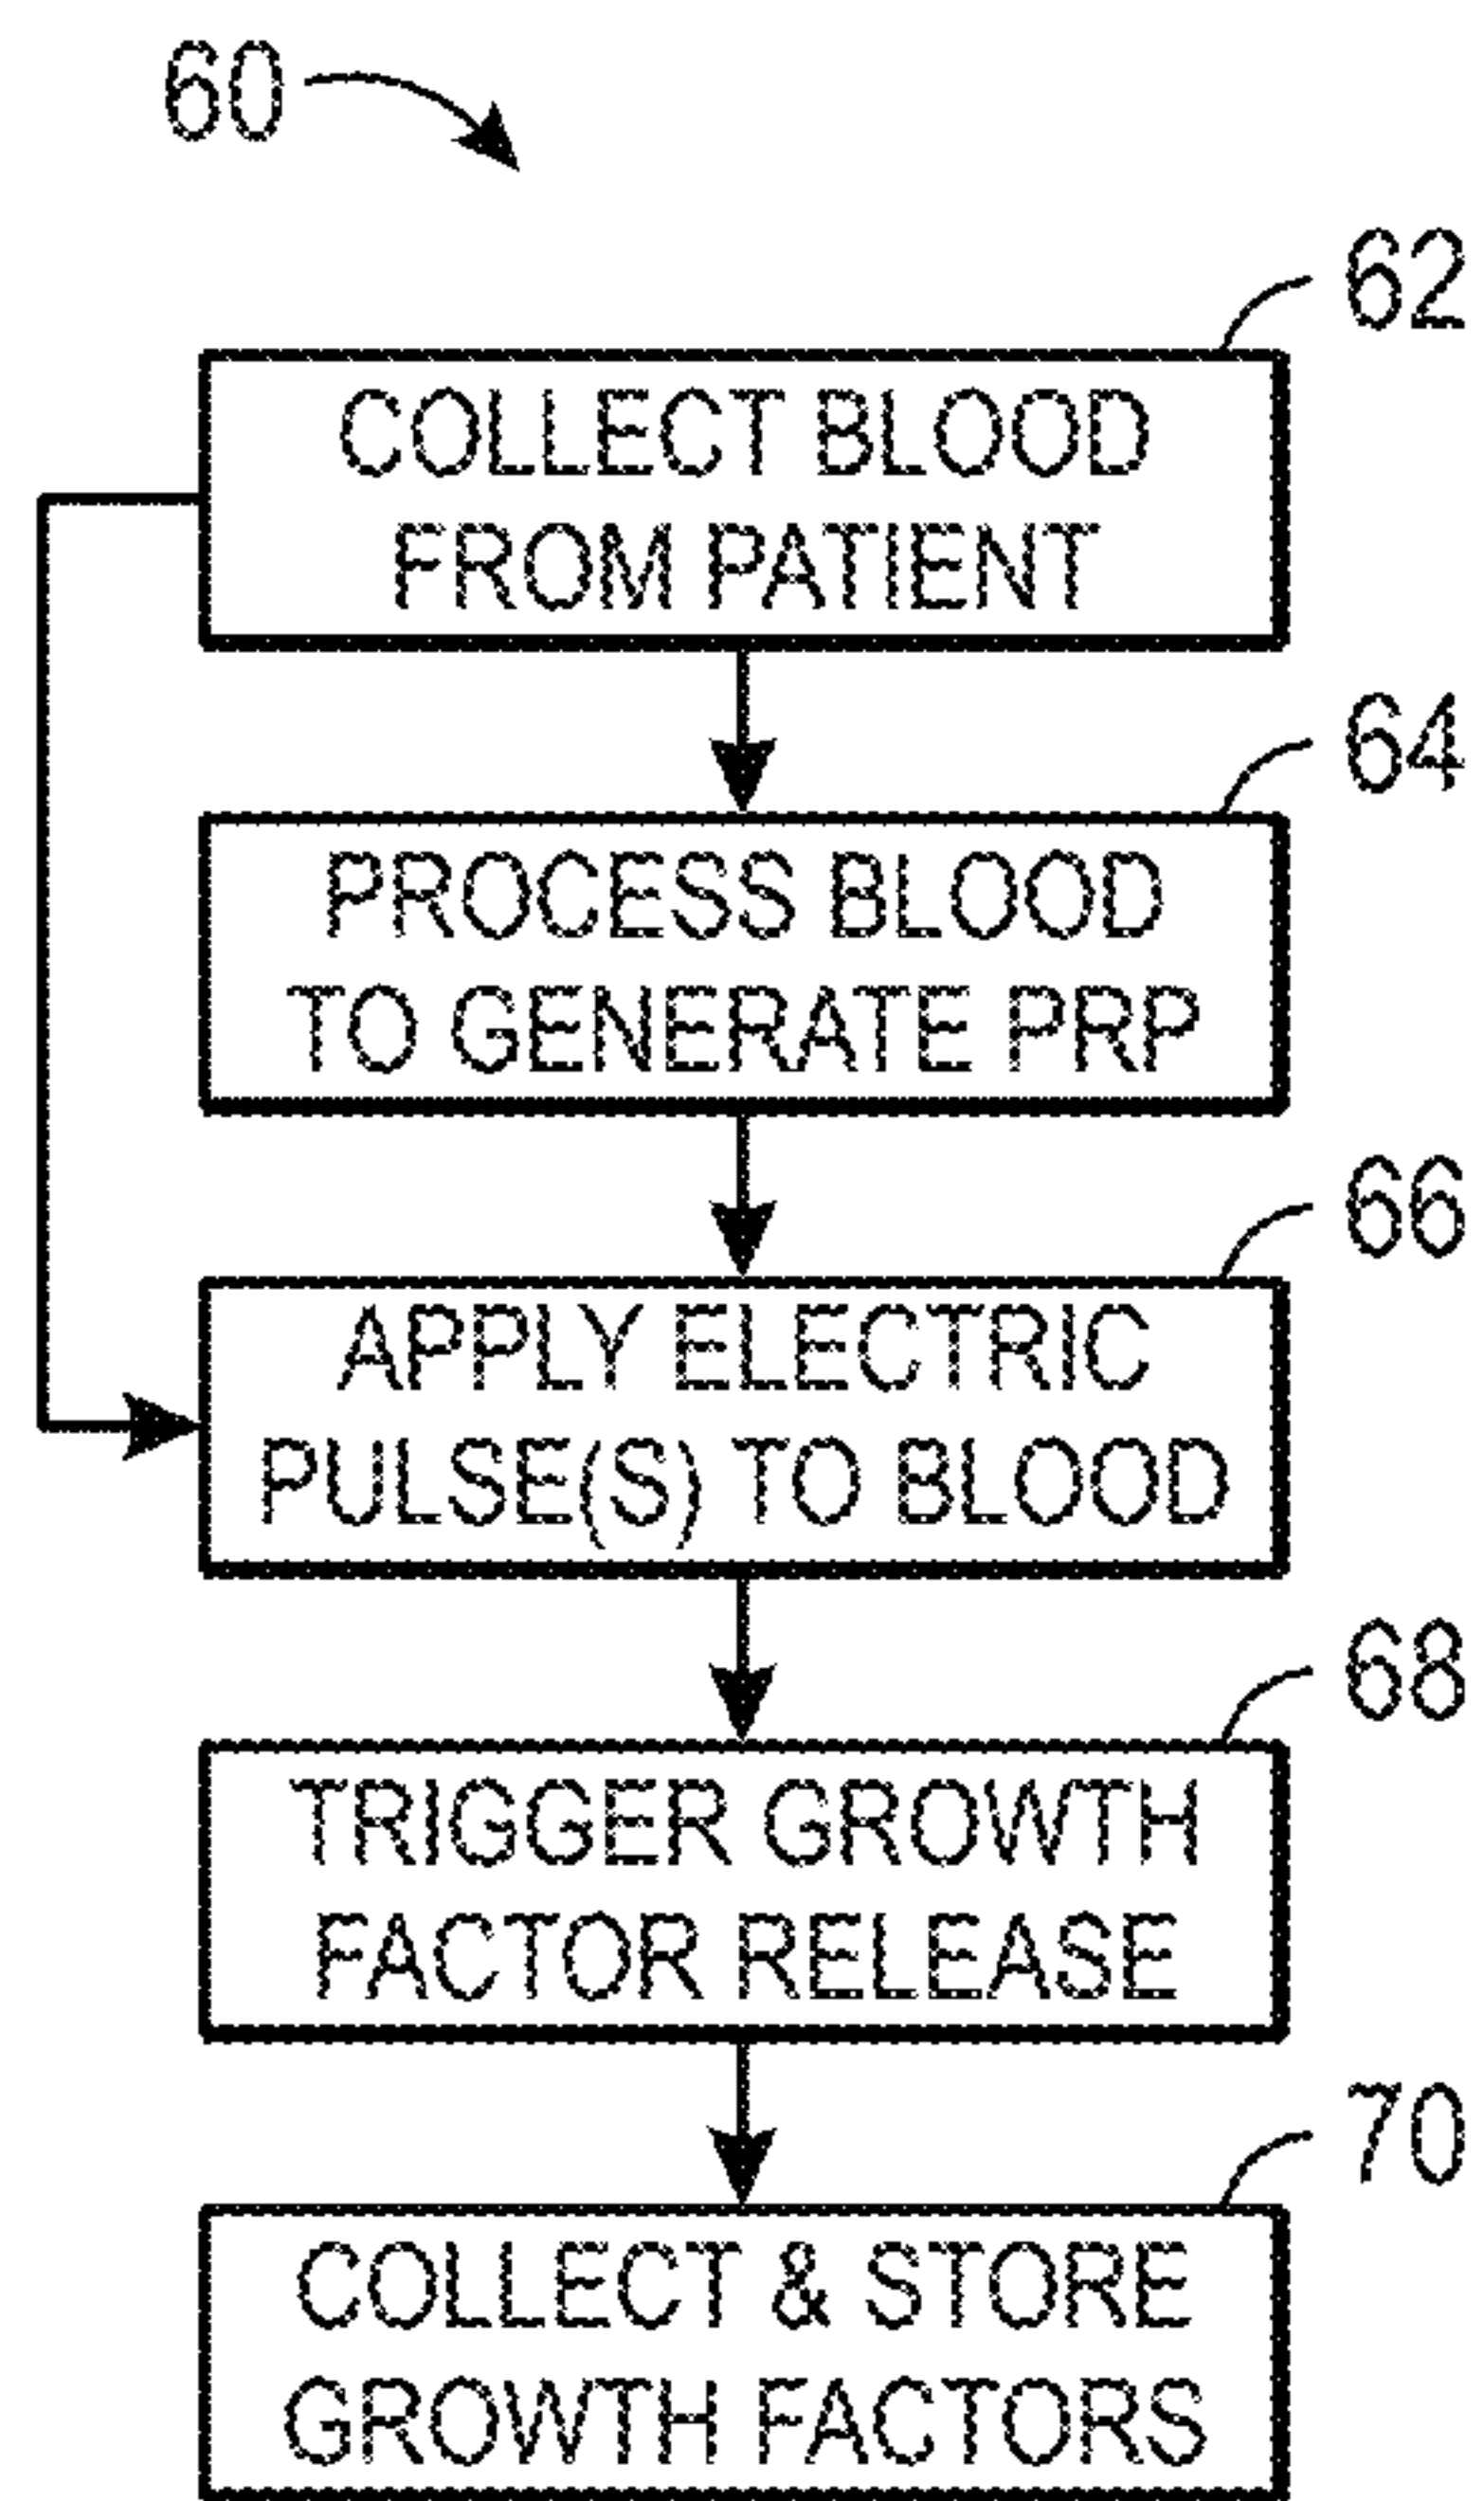 60
62
COLLECT BLOOD
FROM PATIENT
64
PROCESS BLOOD
TO GENERATE PRP
66
APPLY ELECTRIC
PULSE(S) TO BLOOD
68
TRIGGER GROWTH
FACTOR RELEASE
70
COLLECT & STORE
GROWTH FACTORS